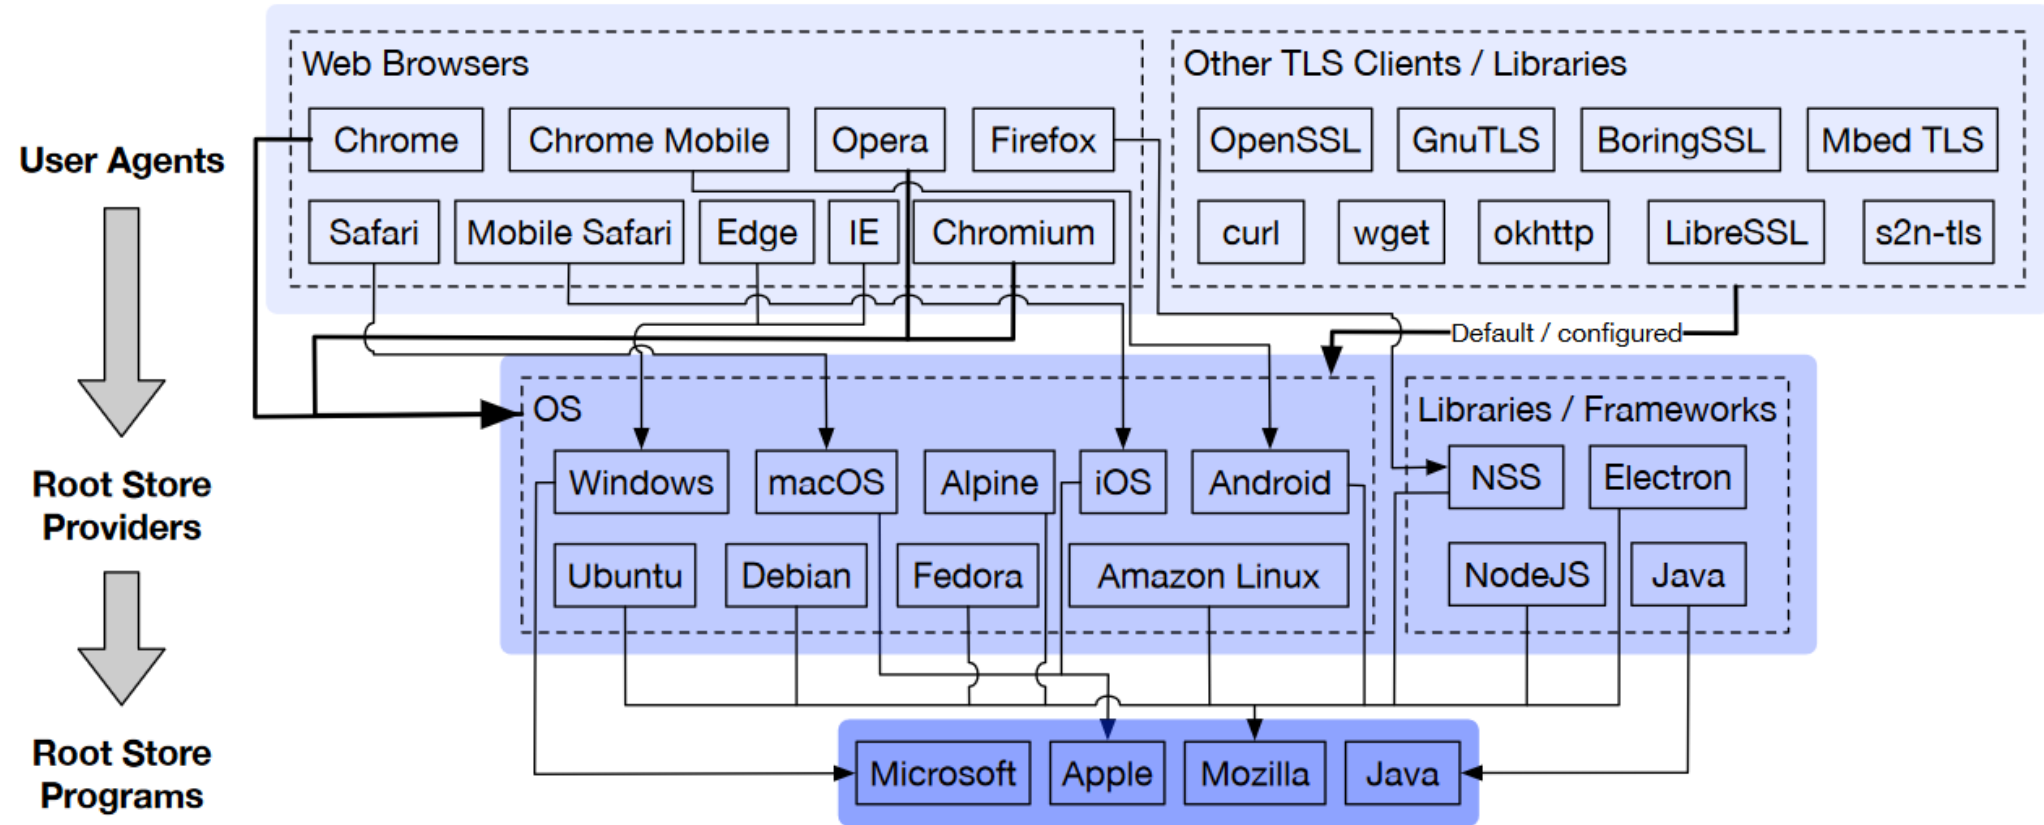 Web Browsers
Other TLS Clients / Libraries
Chrome
Chrome Mobile
Opera
Firefox
OpenSSL
GnuTLS
BoringSSL
Mbed TLS
User Agents
Safari
Mobile Safari
Edge
IE
Chromium
curl
wget
okhttp
LibreSSL
s2n-tls
Default / configured
OS
Libraries / Frameworks
Root Store
Providers
Windows
macOS
Alpine
iOS
Android
NSS
Electron
Ubuntu
Debian
Fedora
Amazon Linux
NodeJS
Java
Root Store
Programs
Microsoft
Apple
Mozilla
Java